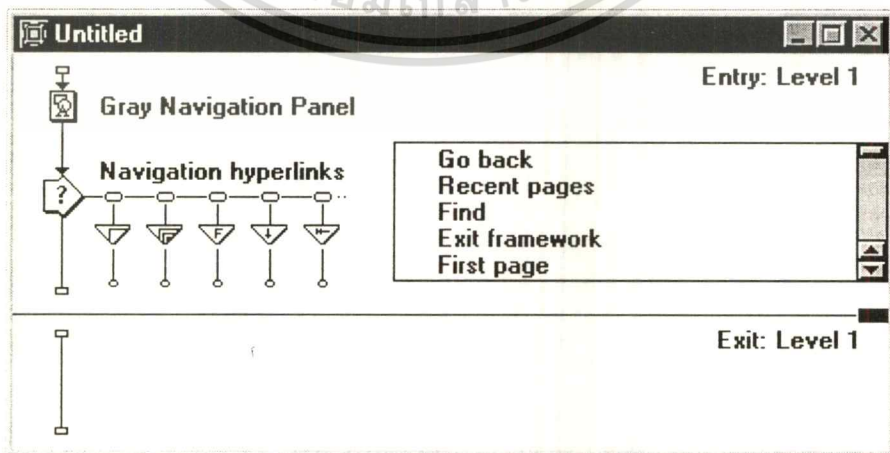 Untitled
Entry: Level 1
Gray Navigation Panel
Navigation hyperlinks
?
F
Go back
Recent pages
Find
Exit framework
First page
Exit: Level 1